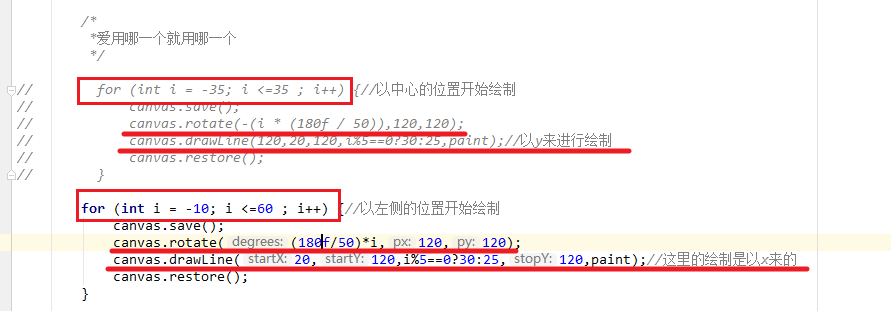 /*
*爱用哪一个就用哪一个
*/
// for (int i = -35; i <=35 ; i++) {//以中心的位置开始绘制
// canvas.save();
// canvas.rotate(-(i * (180f / 50)),120,120);
// canvas.drawLine(120,20,120,i%5==0?30:25,paint);//以y来进行绘制
// canvas.restore();
// }
for (int i = -10; i <=60 ; i++) {//以左侧的位置开始绘制
canvas.save();
canvas.rotate( degrees: (180f/50)*i, px: 120, py: 120);
canvas.drawLine( startX: 20, startY: 120,i%5==0?30:25, stopY: 120,paint);//这里的绘制是以x来的
canvas.restore();
}